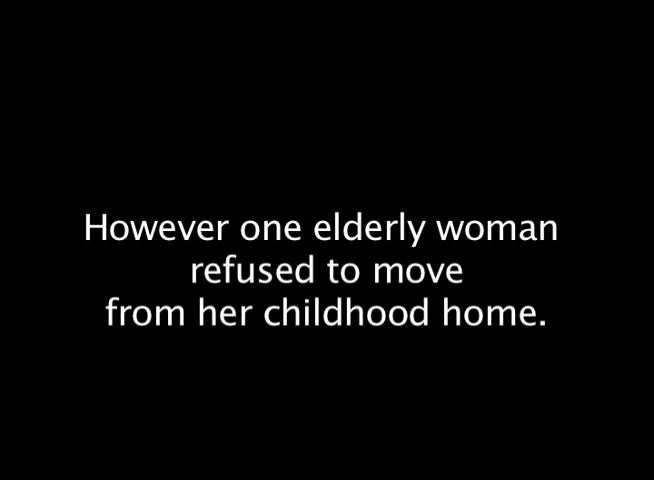 However one elderly woman
refused to move
from her childhood home.